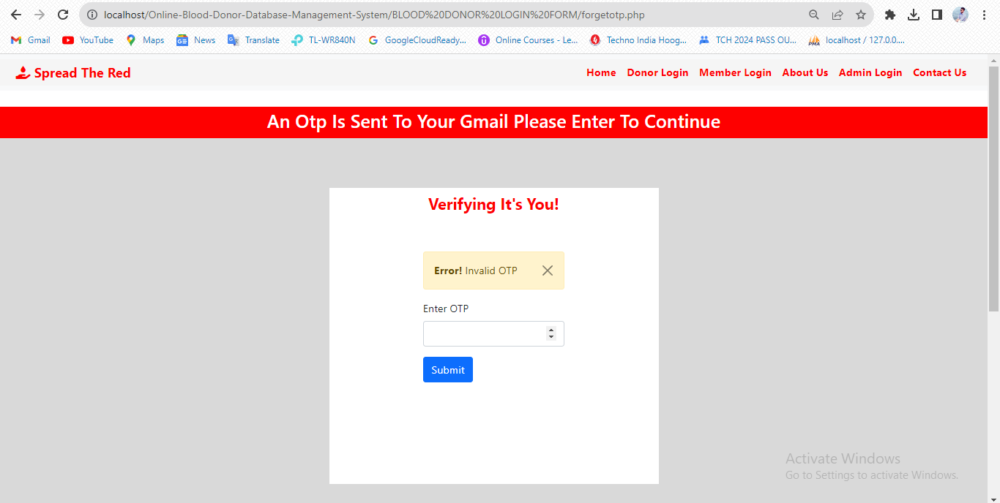 localhost/Online-Blood-Donor-Database-Management-System/BLOOD%20DONOR%20LOGIN%20FORM/forgetotp.php
Gmail YouTube Maps News Translate TL-WR840N GoogleCloudReady... Online Courses - Le... Techno India Hoog... TCH 2024 PASS OU... localhost / 127.0.0....
Spread The Red Home Donor Login Member Login About Us Admin Login Contact Us
An Otp Is Sent To Your Gmail Please Enter To Continue
Verifying It's You!
Error! Invalid OTP
Enter OTP
Submit
Activate Windows
Go to Settings to activate Windows.